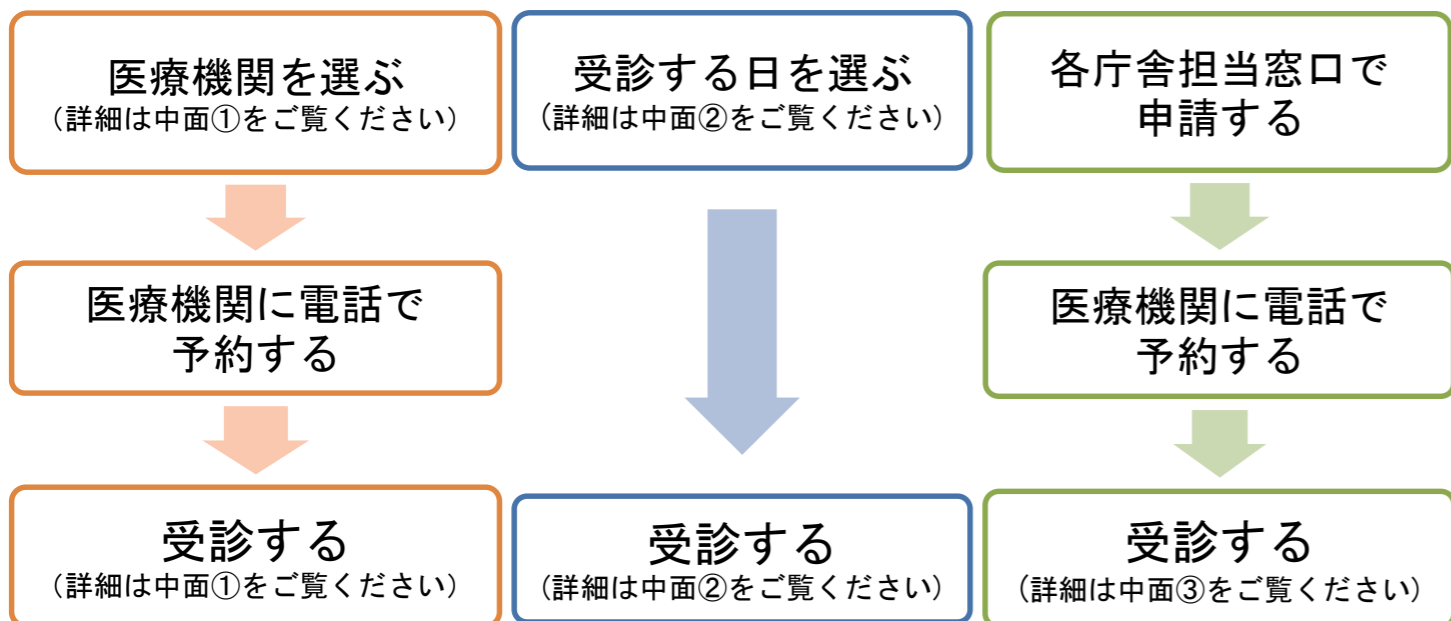 医療機関を選ぶ
（詳細は中面①をご覧ください）
受診する日を選ぶ
（詳細は中面②をご覧ください）
各庁舎担当窓口で
申請する
医療機関に電話で
予約する
医療機関に電話で
予約する
受診する
（詳細は中面①をご覧ください）
受診する
（詳細は中面②をご覧ください）
受診する
（詳細は中面③をご覧ください）